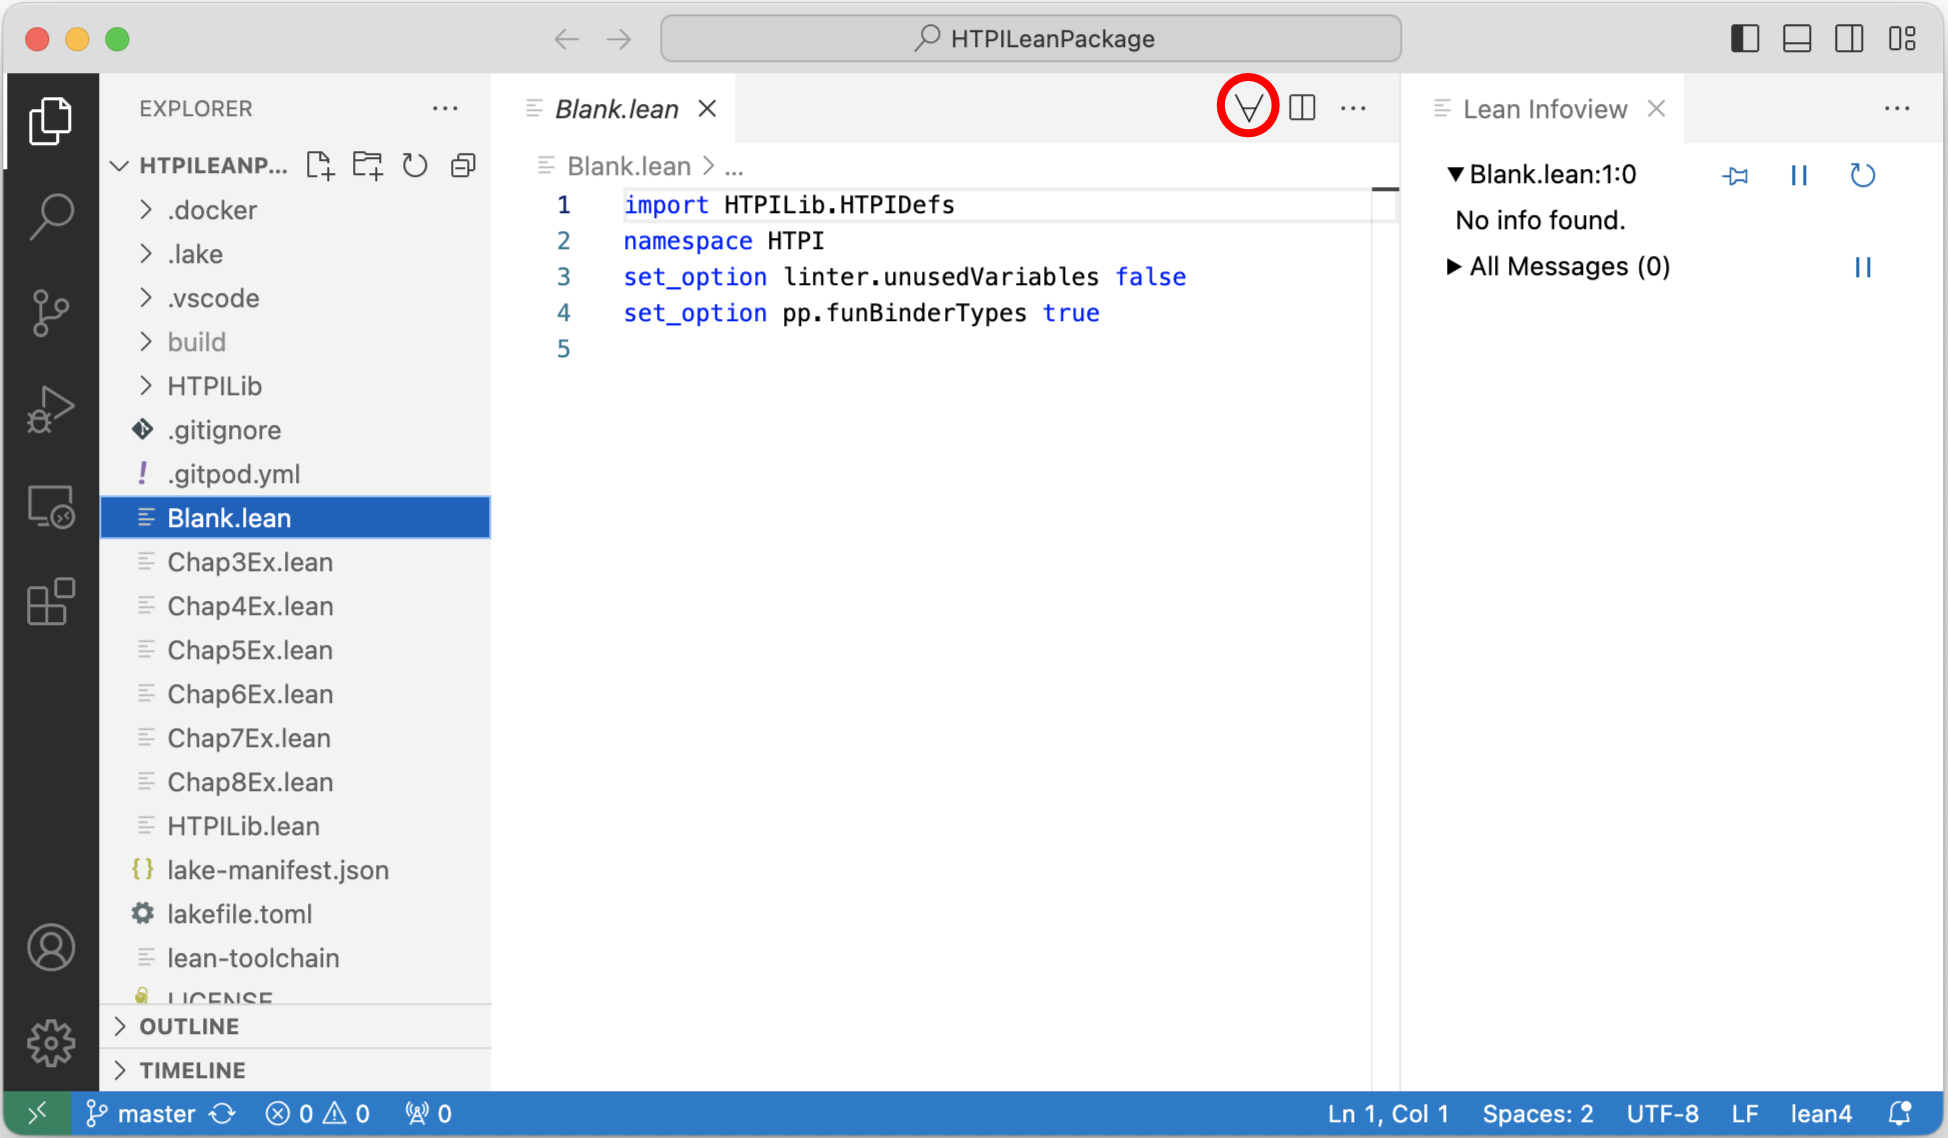 HTPILeanPackage
EXPLORER
HTPILEANP...
.docker
.lake
.vscode
build
HTPILib
.gitignore
.gitpod.yml
Blank.lean
Chap3Ex.lean
Chap4Ex.lean
Chap5Ex.lean
Chap6Ex.lean
Chap7Ex.lean
Chap8Ex.lean
HTPILib.lean
lake-manifest.json
lakefile.toml
lean-toolchain
LICENSE
OUTLINE
TIMELINE
Blank.lean
Blank.lean > ...
1 import HTPILib.HTPIDefs
2 namespace HTPI
3 set_option linter.unusedVariables false
4 set_option pp.funBinderTypes true
5
Lean Infoview
Blank.lean:1:0
No info found.
All Messages (0)
master 0 0 0 Ln 1, Col 1 Spaces: 2 UTF-8 LF lean4